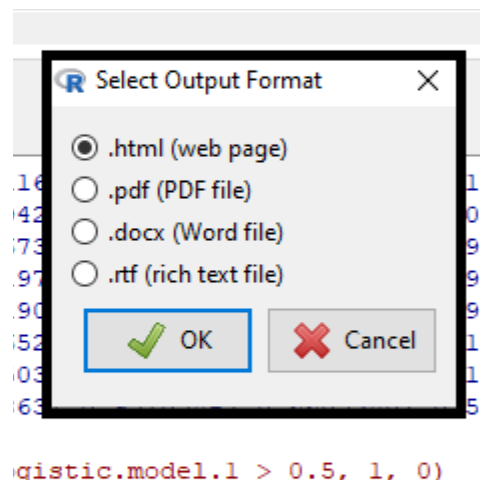 Select Output Format
.html (web page)
.pdf (PDF file)
.docx (Word file)
.rtf (rich text file)
OK Cancel
ogistic.model.1 > 0.5, 1, 0)